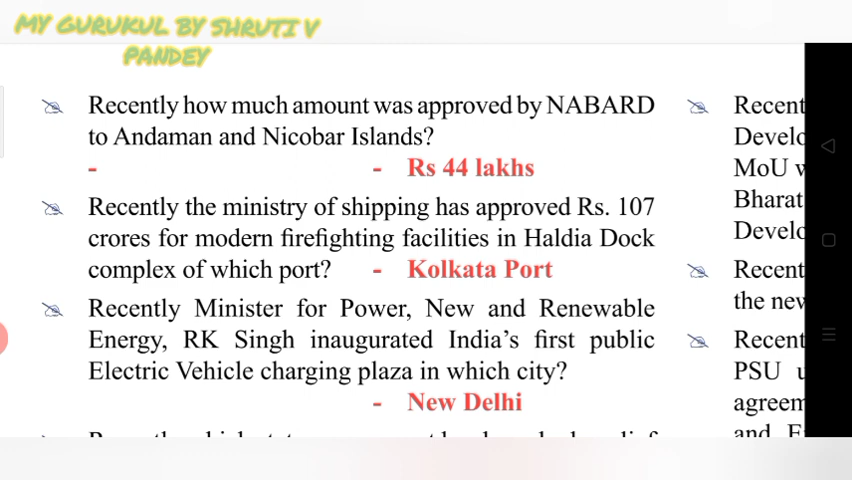 MY GURUKUL BY SHRUTI V
PANDEY
Recently how much amount was approved by NABARD
to Andaman and Nicobar Islands?
- - Rs 44 lakhs
Recently the ministry of shipping has approved Rs. 107
crores for modern firefighting facilities in Haldia Dock
complex of which port? - Kolkata Port
Recently Minister for Power, New and Renewable
Energy, RK Singh inaugurated India's first public
Electric Vehicle charging plaza in which city?
- New Delhi
Recent
Develo
MoU w
Bharat
Develo
Recent
the new
Recent
PSU u
agreem
and E